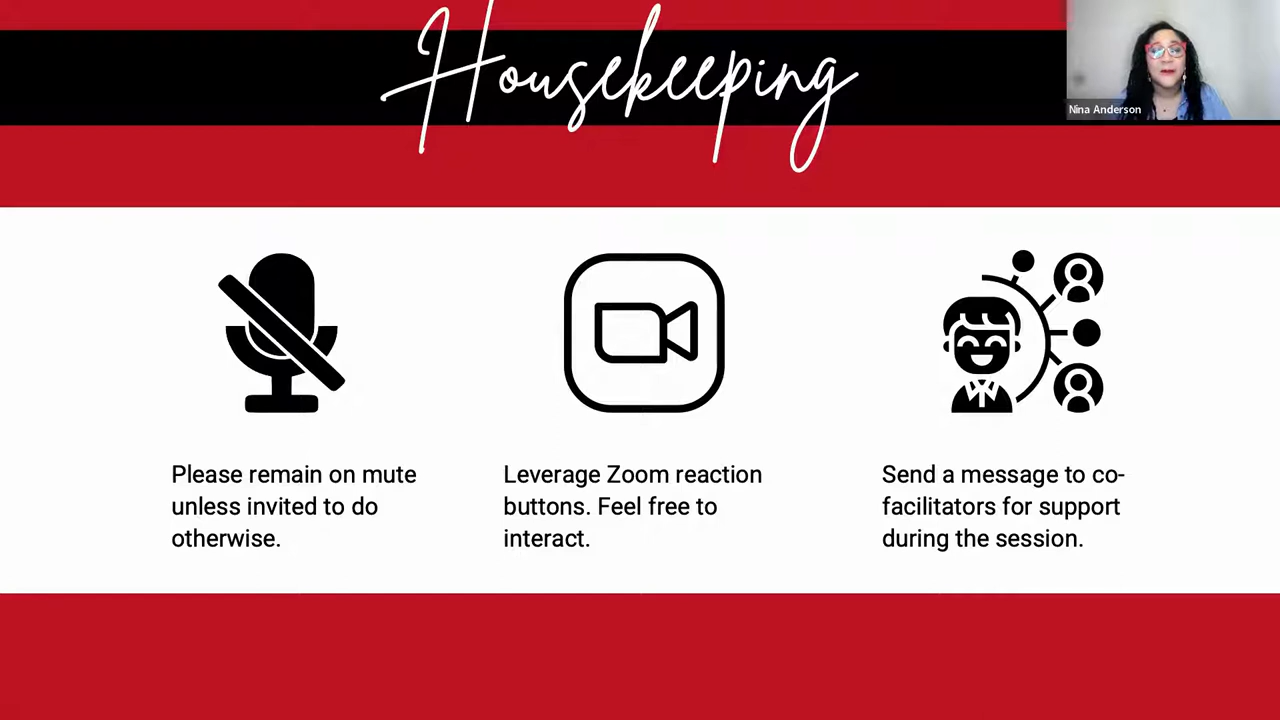 Housekeeping
Nina Anderson
Please remain on mute
unless invited to do
otherwise.
Leverage Zoom reaction
buttons. Feel free to
interact.
Send a message to co-
facilitators for support
during the session.